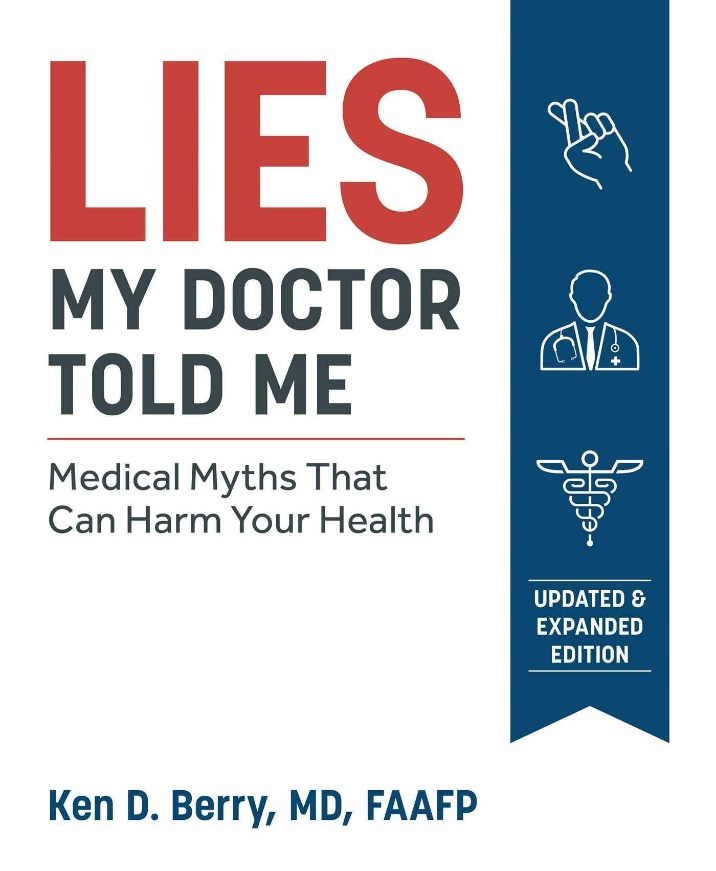 LIES
MY DOCTOR
TOLD ME
Medical Myths That
Can Harm Your Health
UPDATED &
EXPANDED
EDITION
Ken D. Berry, MD, FAAFP